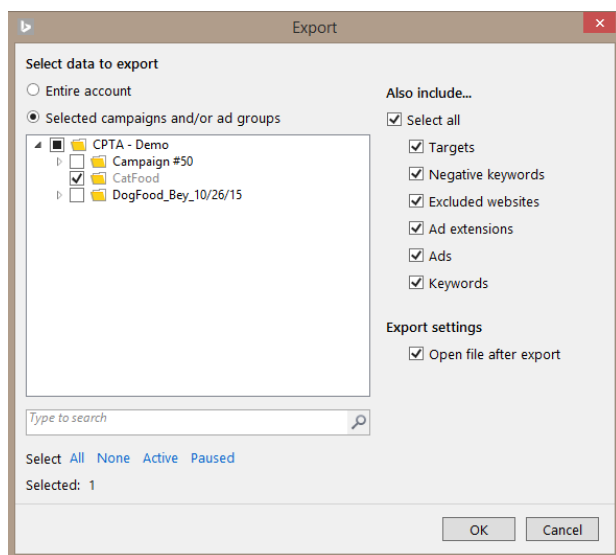 Export
Select data to export
Entire account
Selected campaigns and/or ad groups
CPTA - Demo
Campaign #50
CatFood
DogFood_Bey_10/26/15
Type to search
Select All None Active Paused
Selected: 1
Also include...
Select all
Targets
Negative keywords
Excluded websites
Ad extensions
Ads
Keywords
Export settings
Open file after export
OK Cancel